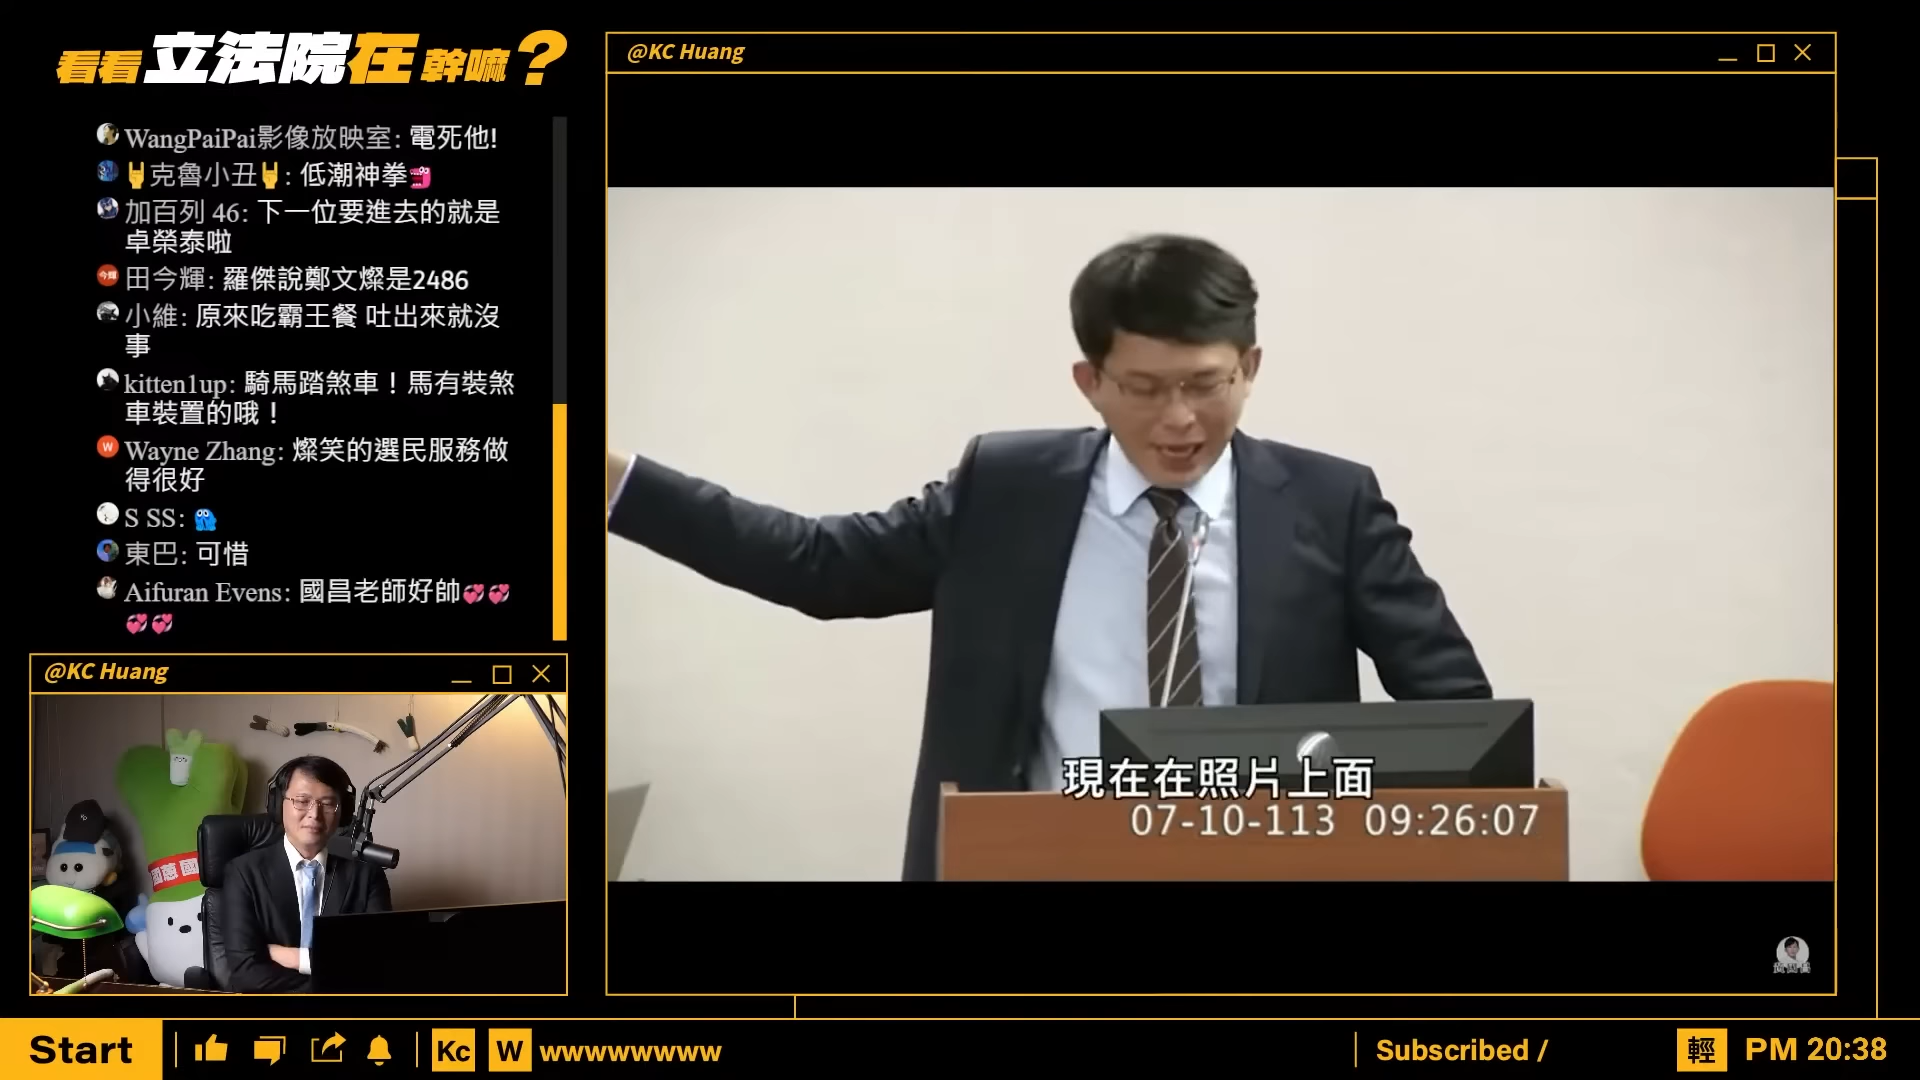 看看立法院在幹嘛?
WangPaiPai影像放映室: 電死他!
克魯小丑: 低潮神拳
加百列 46: 下一位要進去的就是
卓榮泰啦
田今輝: 羅傑說鄭文燦是2486
小維: 原來吃霸王餐 吐出來就沒
事
kitten1up: 騎馬踏煞車！馬有裝煞
車裝置的哦！
Wayne Zhang: 燦笑的選民服務做
得很好
S SS:
東巴: 可惜
Aifuran Evens: 國昌老師好帥
@KC Huang
@KC Huang
現在在照片上面
07-10-113 09:26:07
黃國昌
Start
Kc
W
wwwwwwwww
Subscribed /
輕
PM 20:38